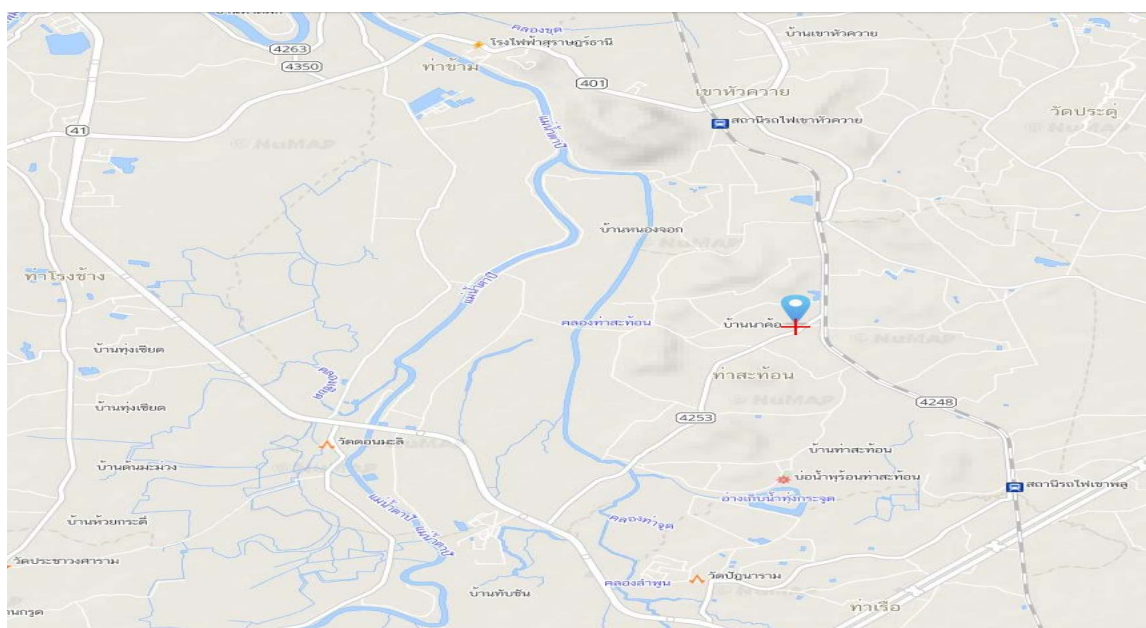 คลองขุด
4263
โรงไฟฟ้าสุราษฎร์ธานี
บ้านเขาหัวควาย
4350
ท่าข้าม
401
เขาหัวควาย
วัดประดู่
41
แม่น้ำตาปี
สถานีรถไฟเขาหัวควาย
© NuMAP
© NuMAP
บ้านหนองจอก
ท่าโรงช้าง
แม่น้ำตาปี
คลองท่าสะท้อน
บ้านนาค้อ
© NuMAP
บ้านทุ่งเซียด
ท่าสะท้อน
© NuMAP
บ้านทุ่งเซียด
4248
4253
วัดดอนมะลิ
NuMAP
บ้านท่าสะท้อน
บ้านต้นมะม่วง
© NuMAP
บ่อน้ำพุร้อนท่าสะท้อน
สถานีรถไฟเขาพลู
อ่างเก็บน้ำทุ่งกระจูด
บ้านห้วยกระดี่
แม่น้ำตาปี
แม่น้ำตาปี
คลองท่าจูด
วัดประชาวงศาราม
คลองลำพูน
วัดปัฏนาราม
บ้านทับชัน
ท่าเรือ